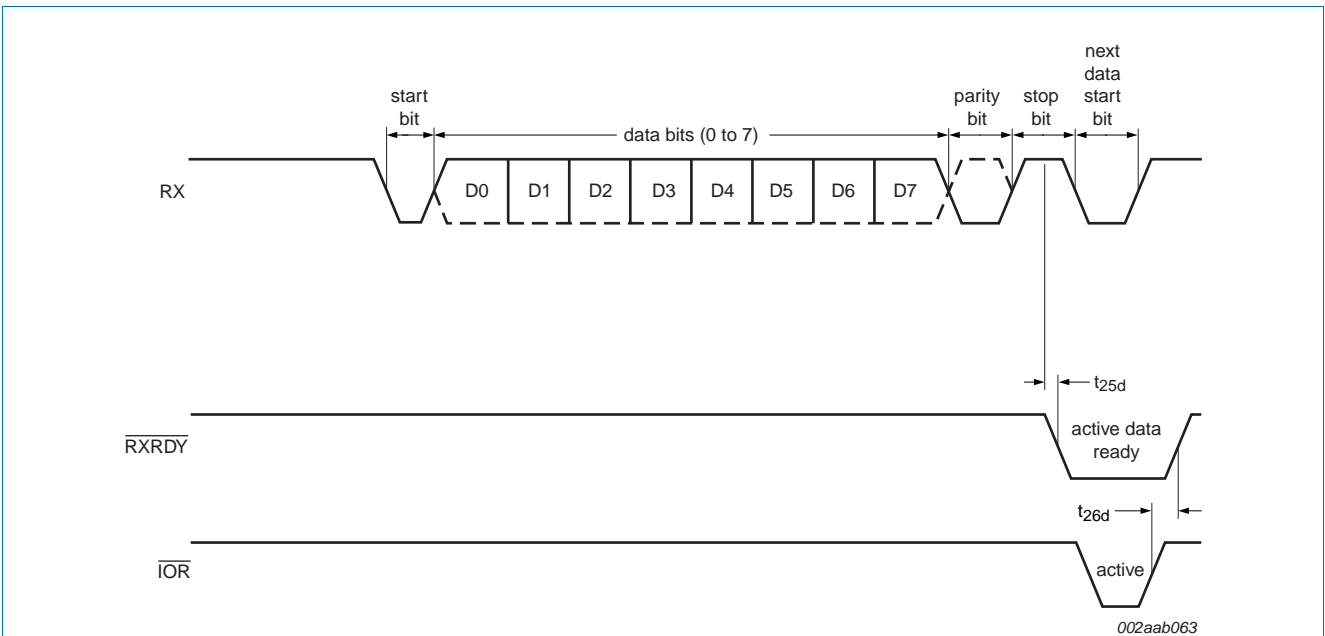 next
data
start
bit
start
bit
parity
bit
stop
bit
data bits (0 to 7)
RX
D0 D1 D2 D3 D4 D5 D6 D7
t25d
RXRDY
active data
ready
t26d
IOR
active
002aab063